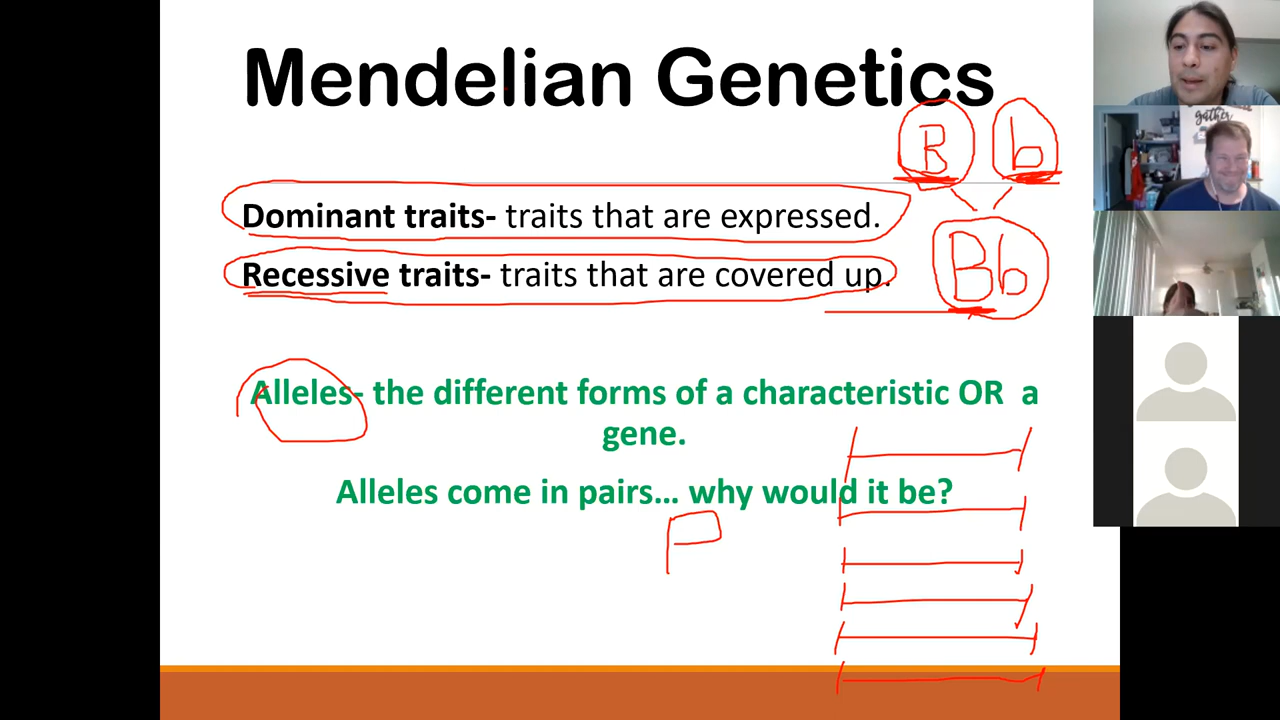 Mendelian Genetics
B b
Dominant traits- traits that are expressed.
Bb
Recessive traits- traits that are covered up.
Alleles- the different forms of a characteristic OR a
gene.
Alleles come in pairs... why would it be?
P
gather